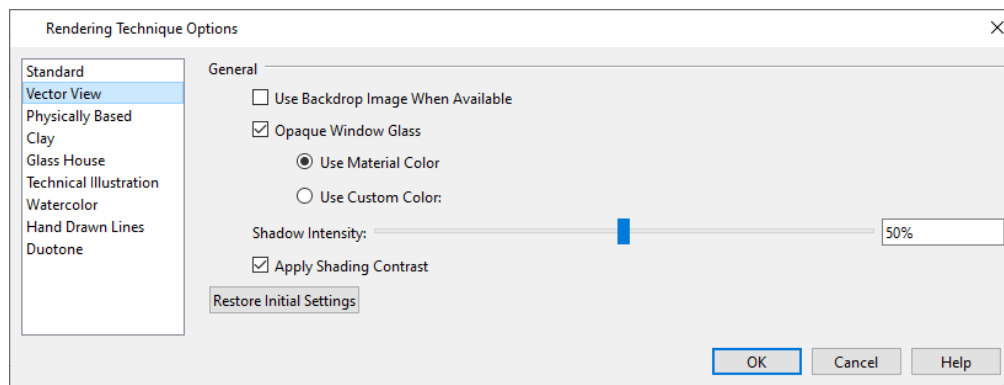 Rendering Technique Options
Standard
Vector View
Physically Based
Clay
Glass House
Technical Illustration
Watercolor
Hand Drawn Lines
Duotone
General
Use Backdrop Image When Available
Opaque Window Glass
Use Material Color
Use Custom Color:
Shadow Intensity: 50%
Apply Shading Contrast
Restore Initial Settings
OK Cancel Help